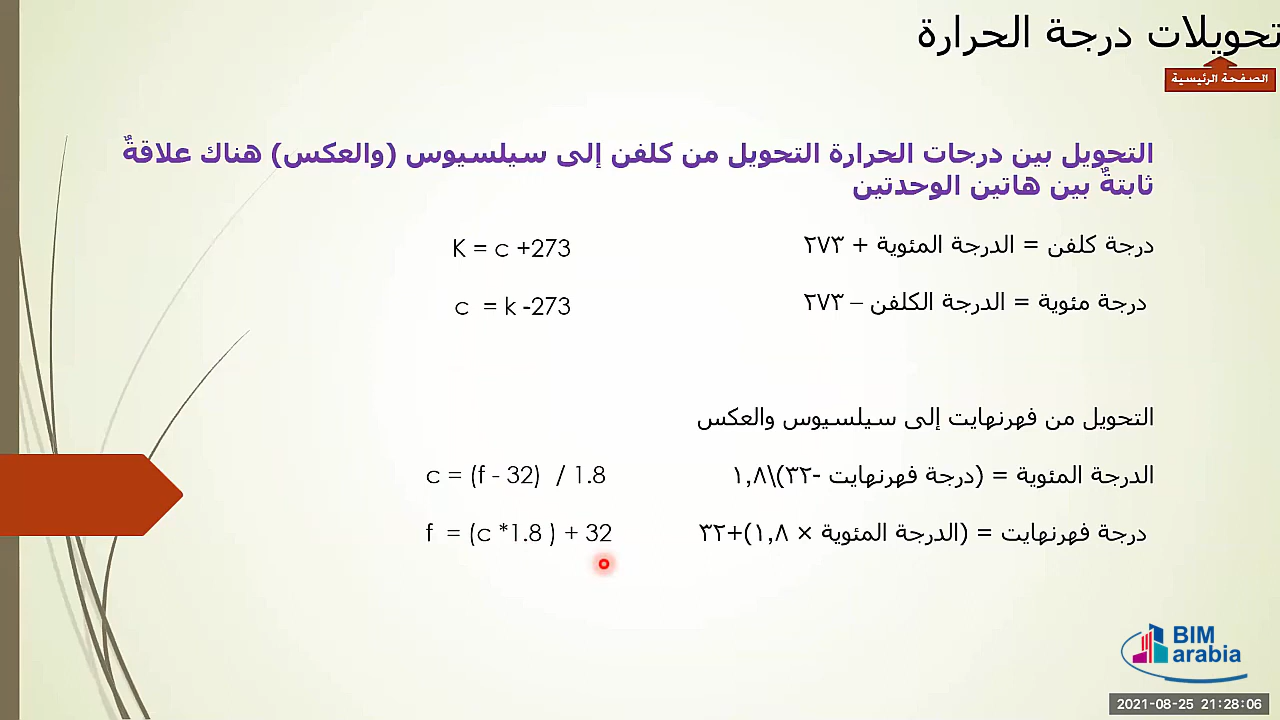 تحويلات درجة الحرارة
الصفحة الرئيسية
التحويل بين درجات الحرارة التحويل من كلفن إلى سيلسيوس (والعكس) هناك علاقةٌ
ثابتةٌ بين هاتين الوحدتين
درجة كلفن = الدرجة المئوية + ٢٧٣
K = c +273
درجة مئوية = الدرجة الكلفن – ٢٧٣
c = k -273
التحويل من فهرنهايت إلى سيلسيوس والعكس
الدرجة المئوية = (درجة فهرنهايت -٣٢)\١,٨
c = (f - 32) / 1.8
درجة فهرنهايت = (الدرجة المئوية × ١,٨)+٣٢
f = (c *1.8 ) + 32
BIM
arabia
2021-08-25 21:28:06